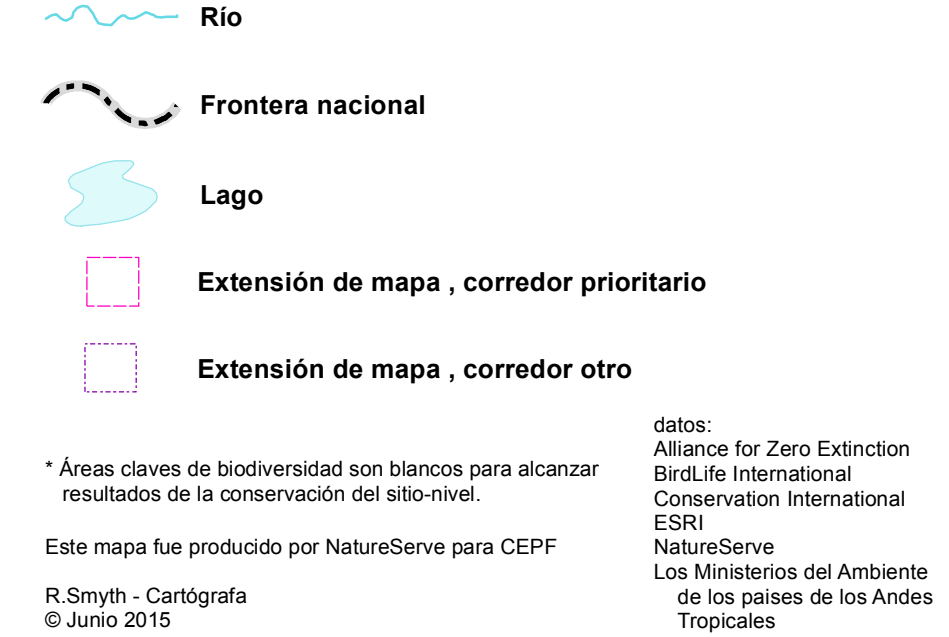 Río
Frontera nacional
Lago
Extensión de mapa , corredor prioritario
Extensión de mapa , corredor otro
* Áreas claves de biodiversidad son blancos para alcanzar
resultados de la conservación del sitio-nivel.
Este mapa fue producido por NatureServe para CEPF
R.Smyth - Cartógrafa
© Junio 2015
datos:
Alliance for Zero Extinction
BirdLife International
Conservation International
ESRI
NatureServe
Los Ministerios del Ambiente
de los paises de los Andes
Tropicales